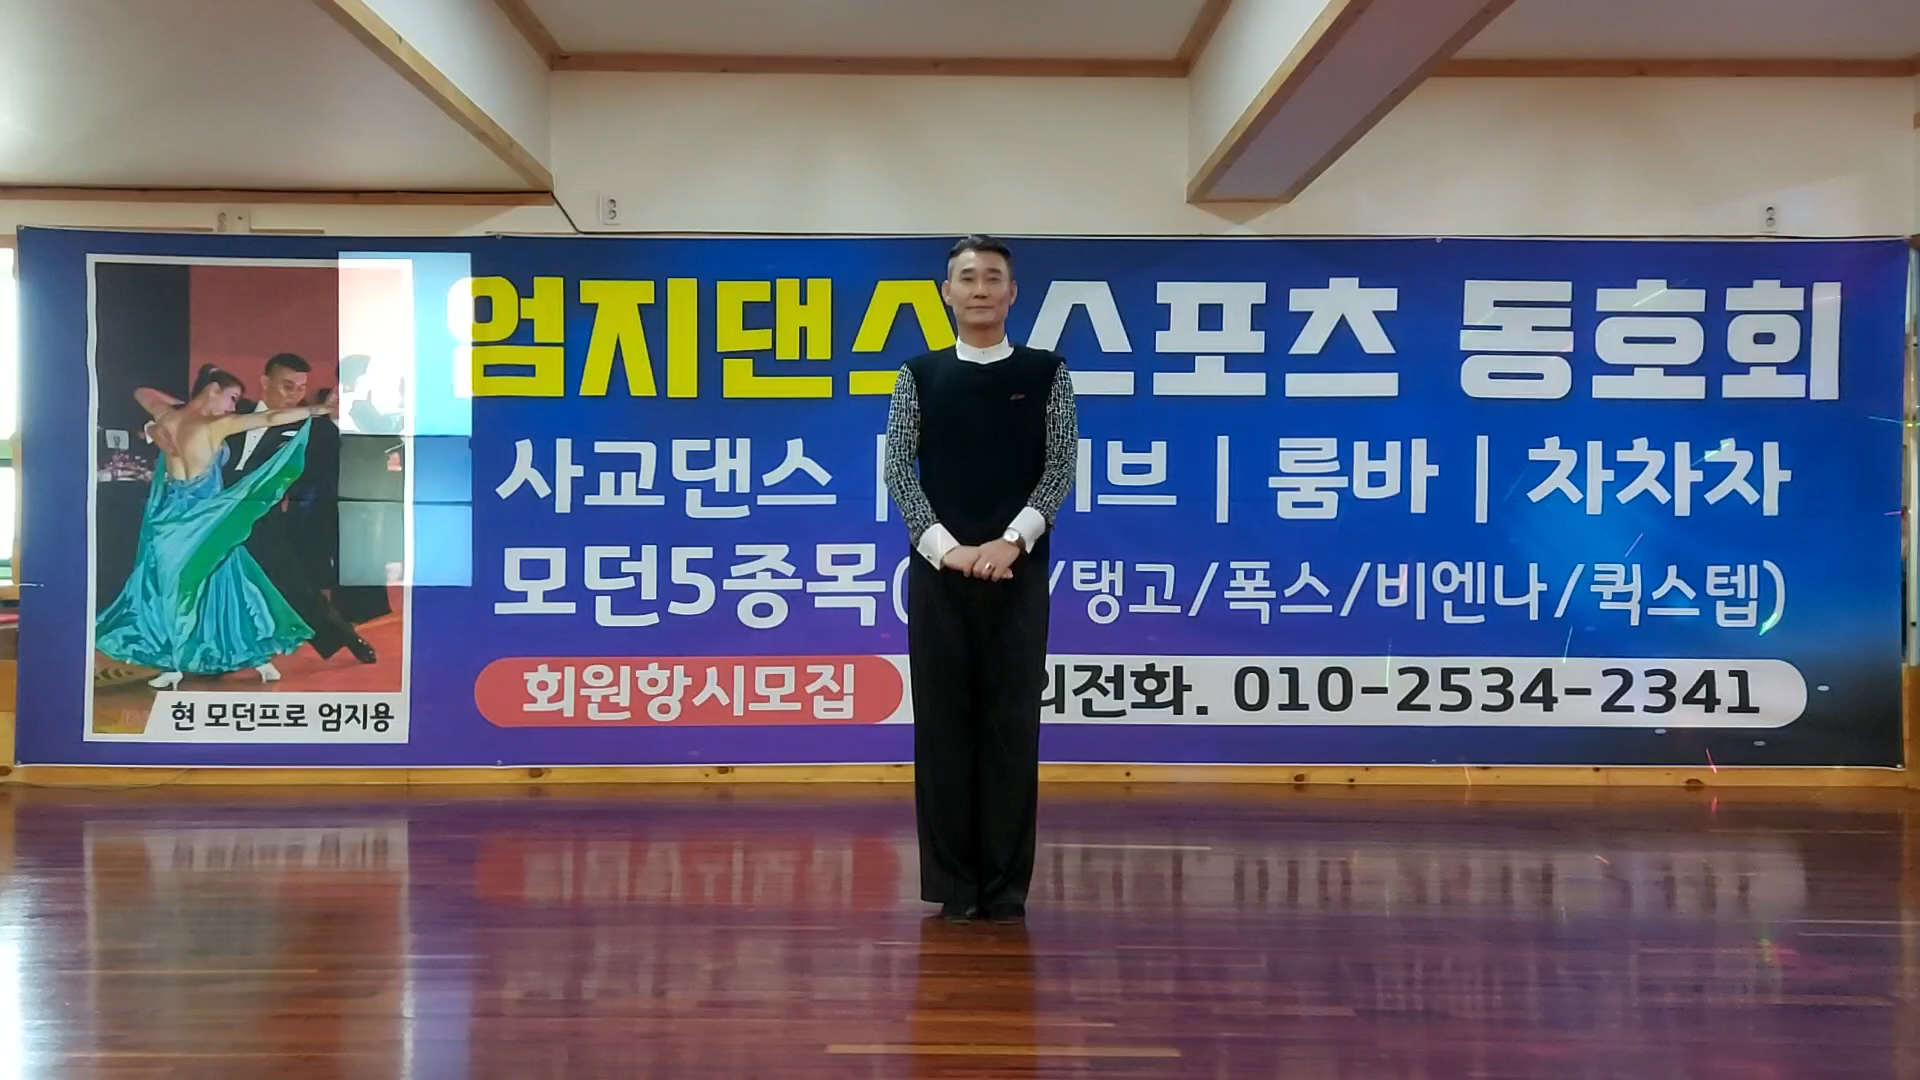 엄지댄스 스포츠 동호회
사교댄스 | 브 | 룸바 | 차차차
모던5종목( /탱고/폭스/비엔나/퀵스텝)
회원항시모집 의전화. 010-2534-2341
현 모던프로 엄지용